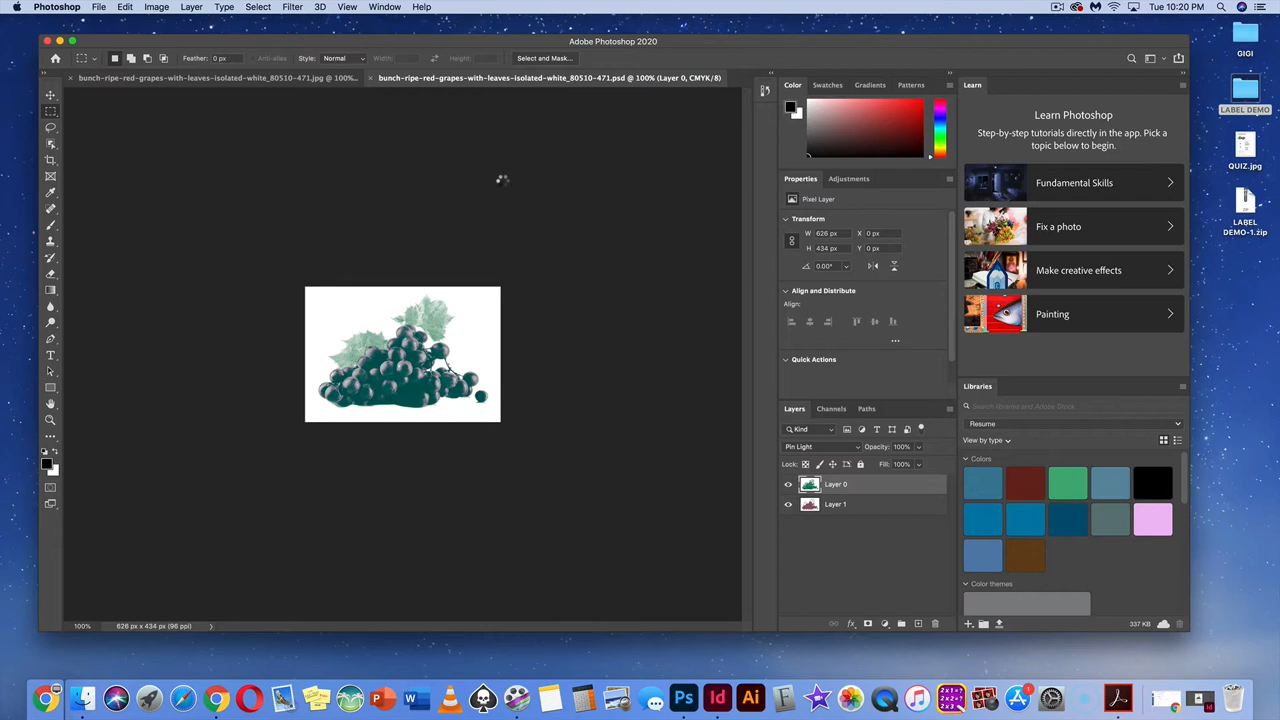 Photoshop File Edit Image Layer Type Select Filter 3D View Window Help Tue 10:20 PM
Adobe Photoshop 2020
Feather: 0 px Anti-alias Style: Normal Width: Height: Select and Mask...
bunch-ripe-red-grapes-with-leaves-isolated-white_80510-471.jpg @ 100%... bunch-ripe-red-grapes-with-leaves-isolated-white_80510-471.psd @ 100% (Layer 0, CMYK/8)
GIGI
LABEL DEMO
QUIZ.jpg
LABEL
DEMO-1.zip
Color Swatches Gradients Patterns
Properties Adjustments
Pixel Layer
Transform
W 626 px X 0 px
H 434 px Y 0 px
0.00°
Align and Distribute
Align:
Quick Actions
Layers Channels Paths
Kind
Pin Light Opacity: 100%
Lock: Fill: 100%
Layer 0
Layer 1
Learn
Learn Photoshop
Step-by-step tutorials directly in the app. Pick a
topic below to begin.
Fundamental Skills
Fix a photo
Make creative effects
Painting
Libraries
Search libraries and Adobe Stock
Resume
View by type
Colors
Color themes
337 KB
100% 626 px x 434 px (96 ppi)